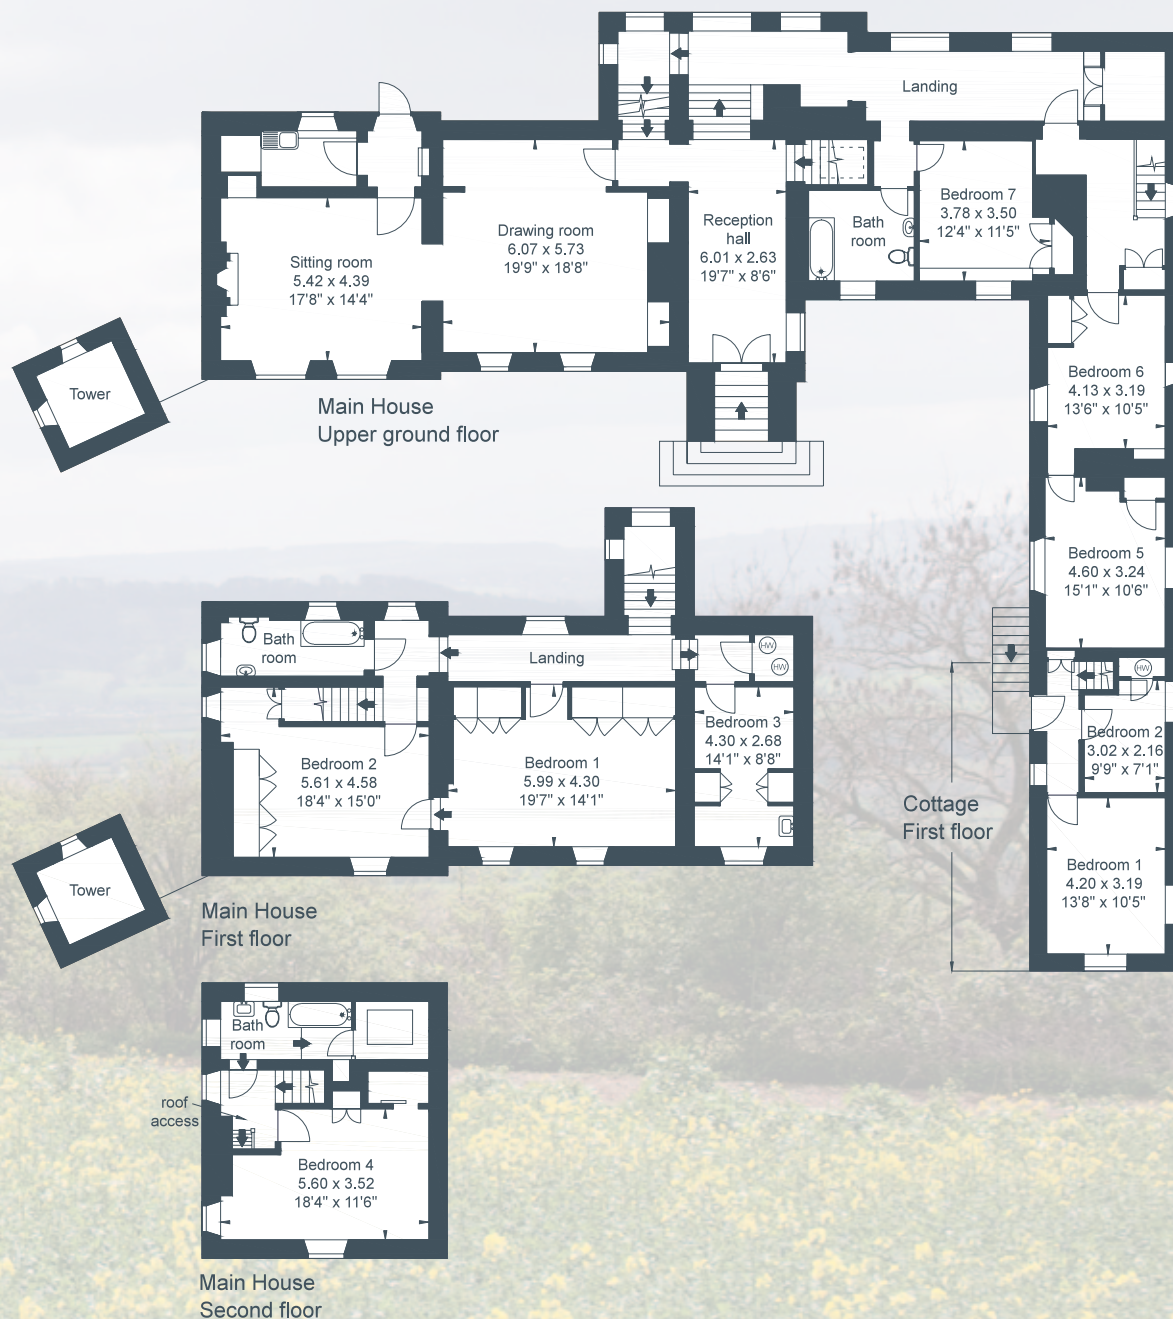 Landing
Bedroom 7
3.78 x 3.50
12'4" x 11'5"
Bath
room
Reception
hall
6.01 x 2.63
19'7" x 8'6"
Drawing room
6.07 x 5.73
19'9" x 18'8"
Sitting room
5.42 x 4.39
17'8" x 14'4"
Tower
Main House
Upper ground floor
Bedroom 6
4.13 x 3.19
13'6" x 10'5"
Bedroom 5
4.60 x 3.24
15'1" x 10'6"
HW
Bedroom 2
3.02 x 2.16
9'9" x 7'1"
Cottage
First floor
Bedroom 1
4.20 x 3.19
13'8" x 10'5"
Bath
room
Landing
HW
HW
Bedroom 3
4.30 x 2.68
14'1" x 8'8"
Bedroom 2
5.61 x 4.58
18'4" x 15'0"
Bedroom 1
5.99 x 4.30
19'7" x 14'1"
Tower
Main House
First floor
Bath
room
roof
access
Bedroom 4
5.60 x 3.52
18'4" x 11'6"
Main House
Second floor